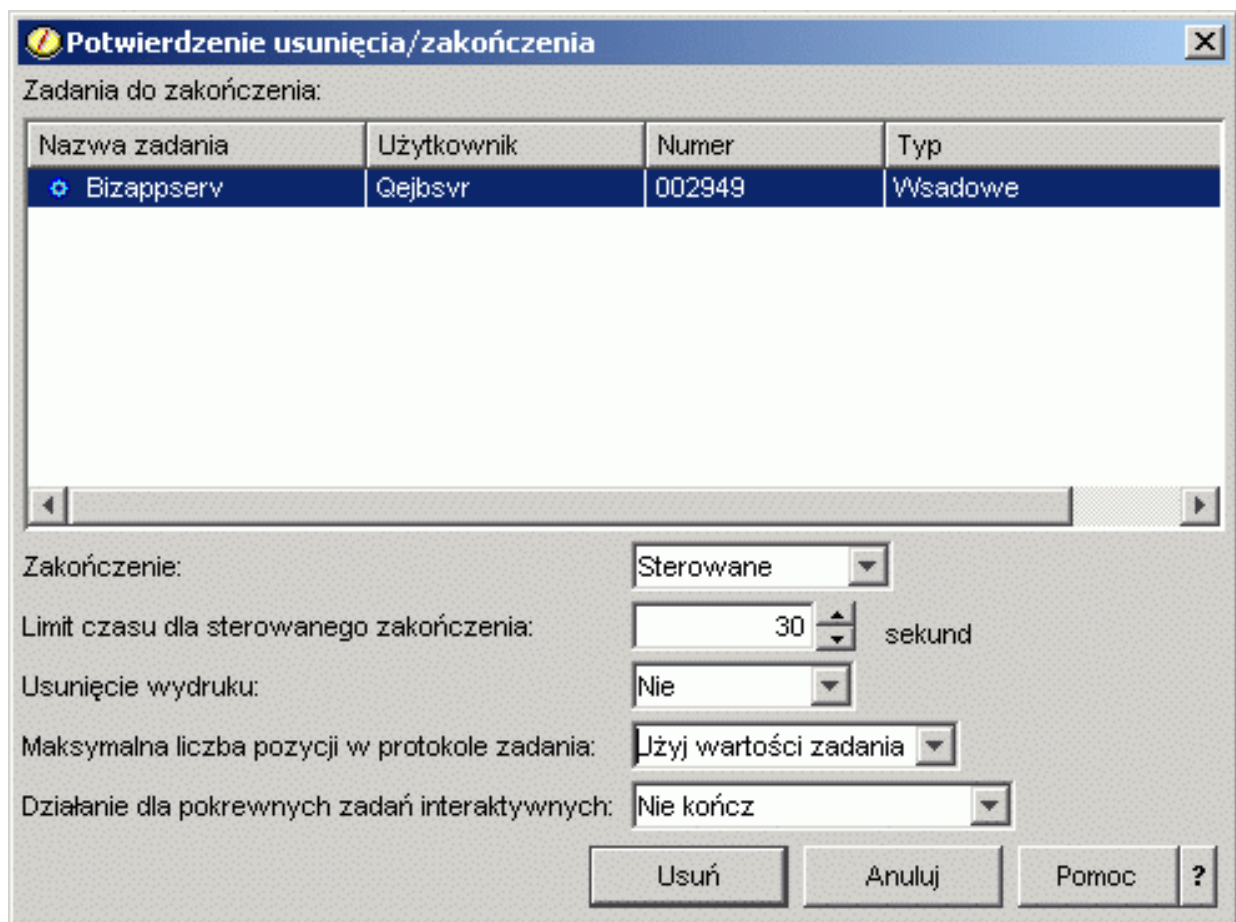 Potwierdzenie usunięcia/zakończenia
Zadania do zakończenia:
Nazwa zadania Użytkownik Numer Typ
Bizappserv Qejbsvr 002949 Wsadowe
Zakończenie: Sterowane
Limit czasu dla sterowanego zakończenia: 30 sekund
Usunięcie wydruku: Nie
Maksymalna liczba pozycji w protokole zadania: Użyj wartości zadania
Działanie dla pokrewnych zadań interaktywnych: Nie kończ
Usuń Anuluj Pomoc ?